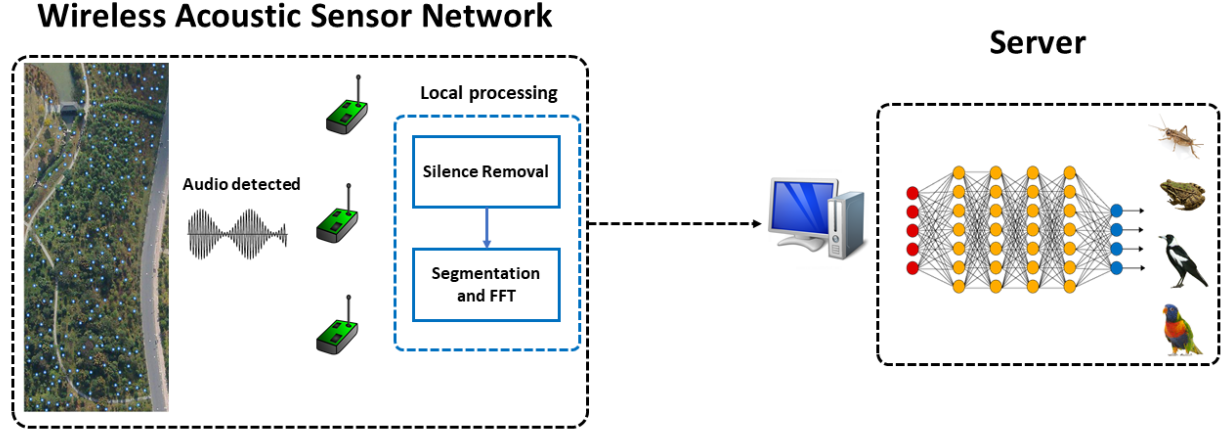 Wireless Acoustic Sensor Network
Server
Local processing
Audio detected
Silence Removal
Segmentation
and FFT